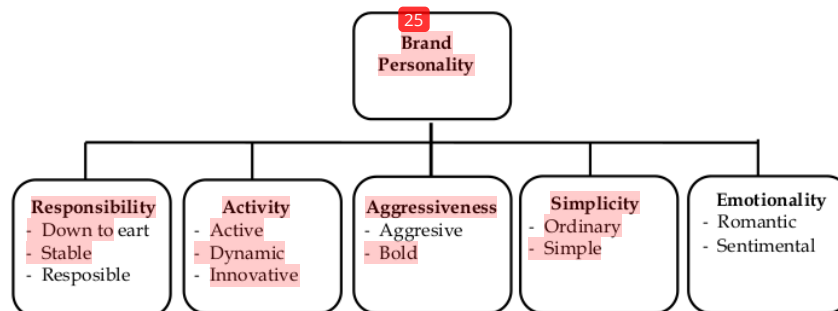 25
Brand
Personality
Responsibility
- Down to eart
- Stable
- Resposible
Activity
- Active
- Dynamic
- Innovative
Aggressiveness
- Aggresive
- Bold
Simplicity
- Ordinary
- Simple
Emotionality
- Romantic
- Sentimental